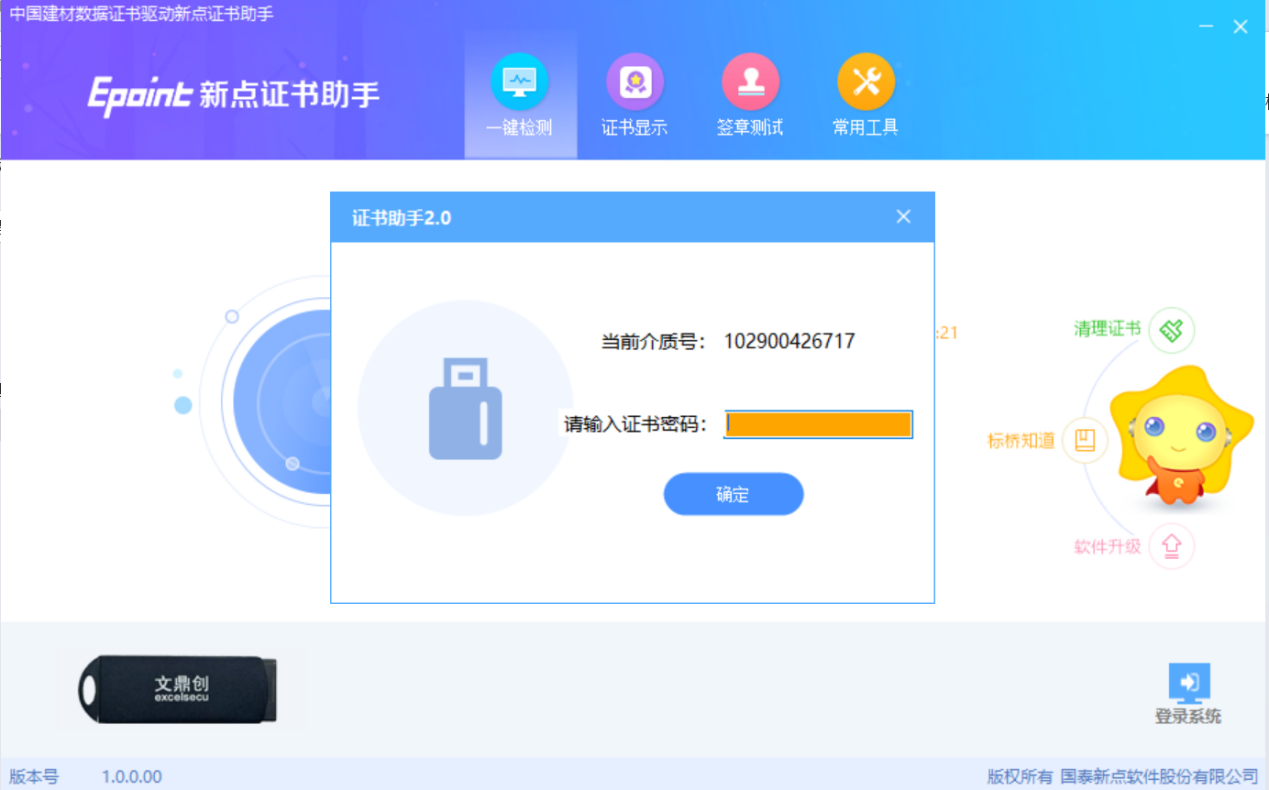 中国建材数据证书驱动新点证书助手
Epoint 新点证书助手
一键检测
证书显示
签章测试
常用工具
证书助手2.0
当前介质号： 102900426717
:21
请输入证书密码：
确定
清理证书
标桥知道
软件升级
文鼎创
excelsecu
登录系统
版本号 1.0.0.00
版权所有 国泰新点软件股份有限公司